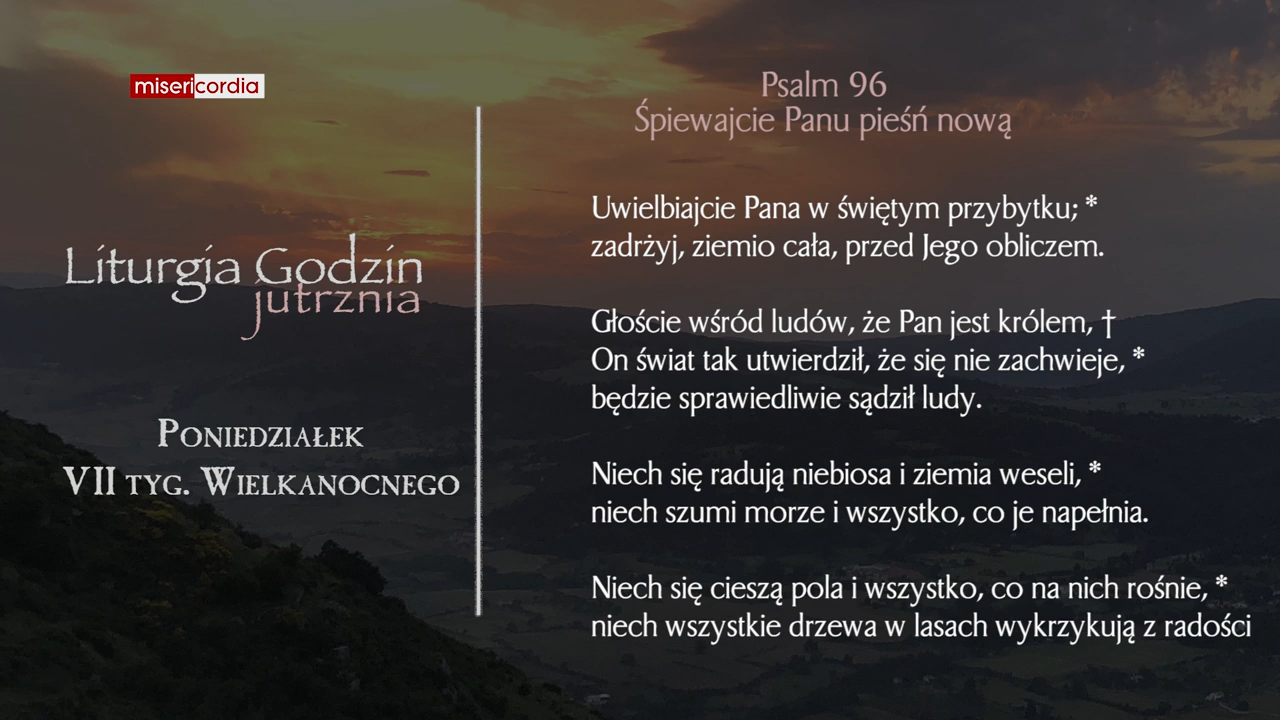 misericordia
Liturgia Godzin
jutrznia
Poniedziałek
VII tyg. Wielkanocnego
Psalm 96
Śpiewajcie Panu pieśń nową
Uwielbiajcie Pana w świętym przybytku; *
zadrżyj, ziemio cała, przed Jego obliczem.
Głoście wśród ludów, że Pan jest królem, †
On świat tak utwierdził, że się nie zachwieje, *
będzie sprawiedliwie sądził ludy.
Niech się radują niebiosa i ziemia weseli, *
niech szumi morze i wszystko, co je napełnia.
Niech się cieszą pola i wszystko, co na nich rośnie, *
niech wszystkie drzewa w lasach wykrzykują z radości